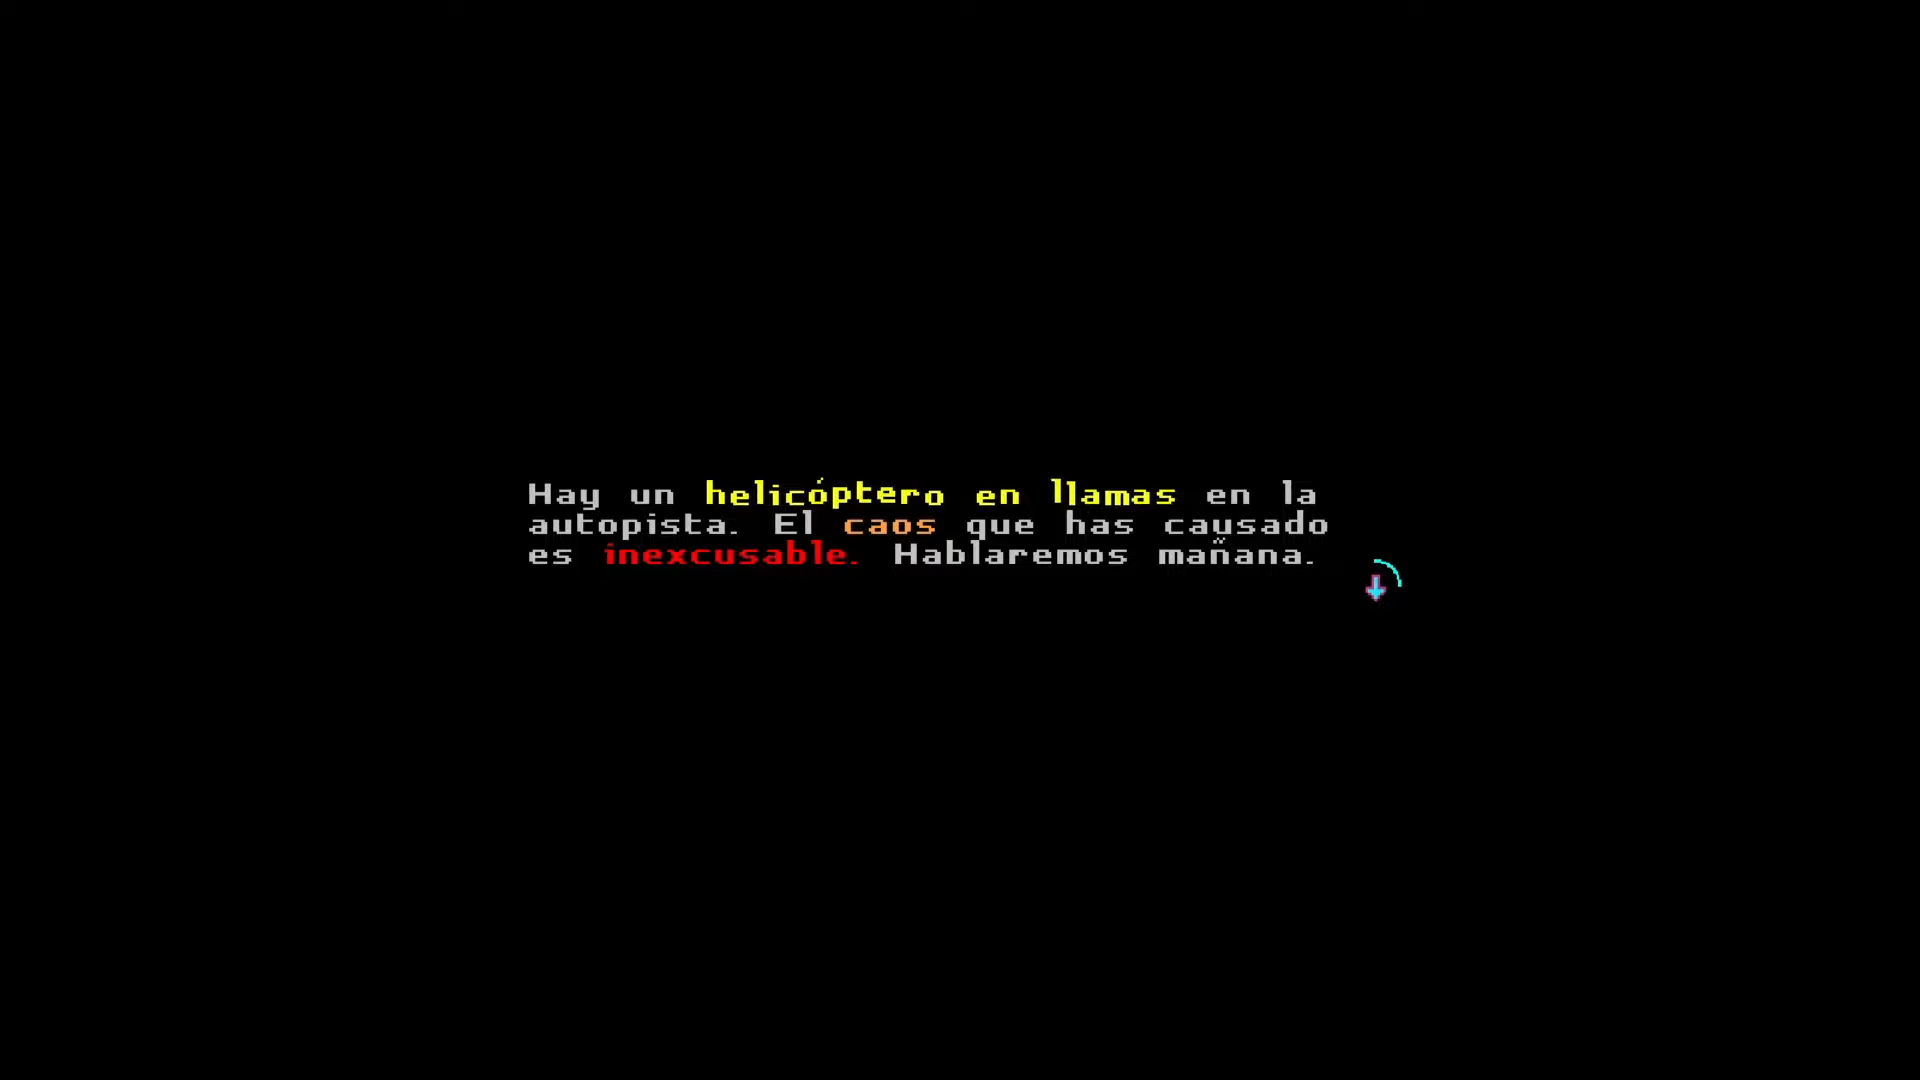 Hay un helicóptero en llamas en la
autopista. El caos que has causado
es inexcusable. Hablaremos mañana.